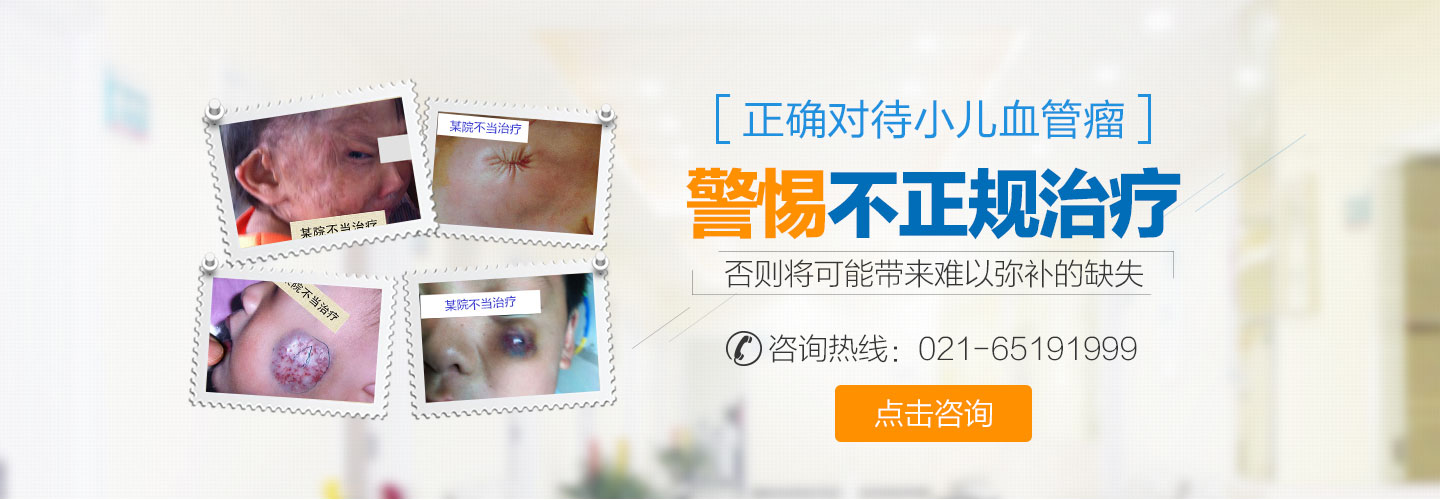 某院不当治疗
某院不当治疗
某院不当治疗
某院不当治疗
正确对待小儿血管瘤
警惕不正规治疗
否则将可能带来难以弥补的缺失
咨询热线：021-65191999
点击咨询